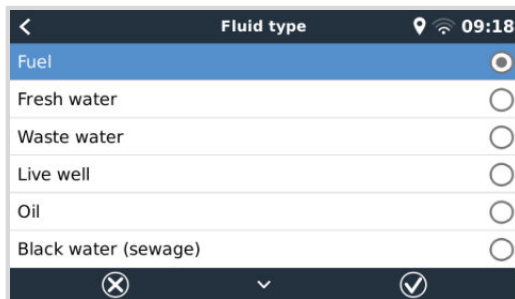 Fluid type 09:18
Fuel
Fresh water
Waste water
Live well
Oil
Black water (sewage)